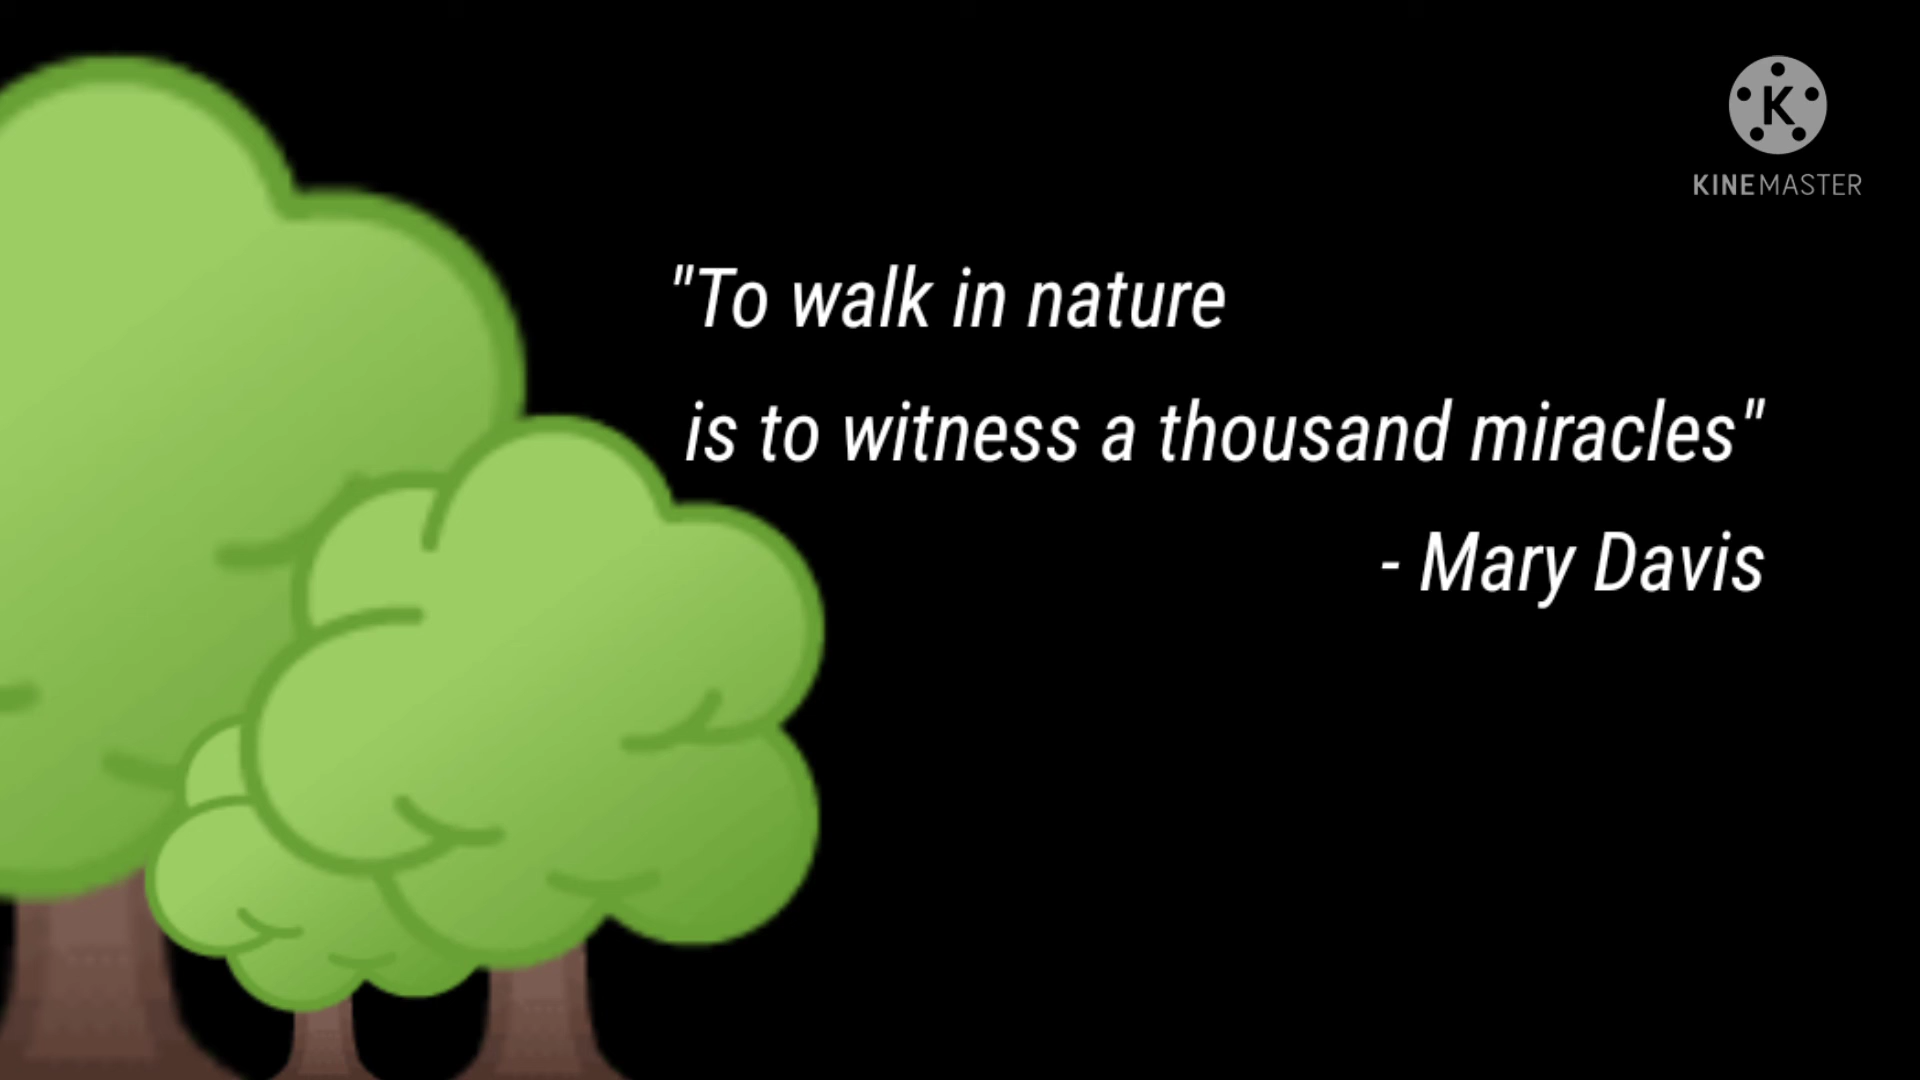 K
KINEMASTER
"To walk in nature
is to witness a thousand miracles"
- Mary Davis